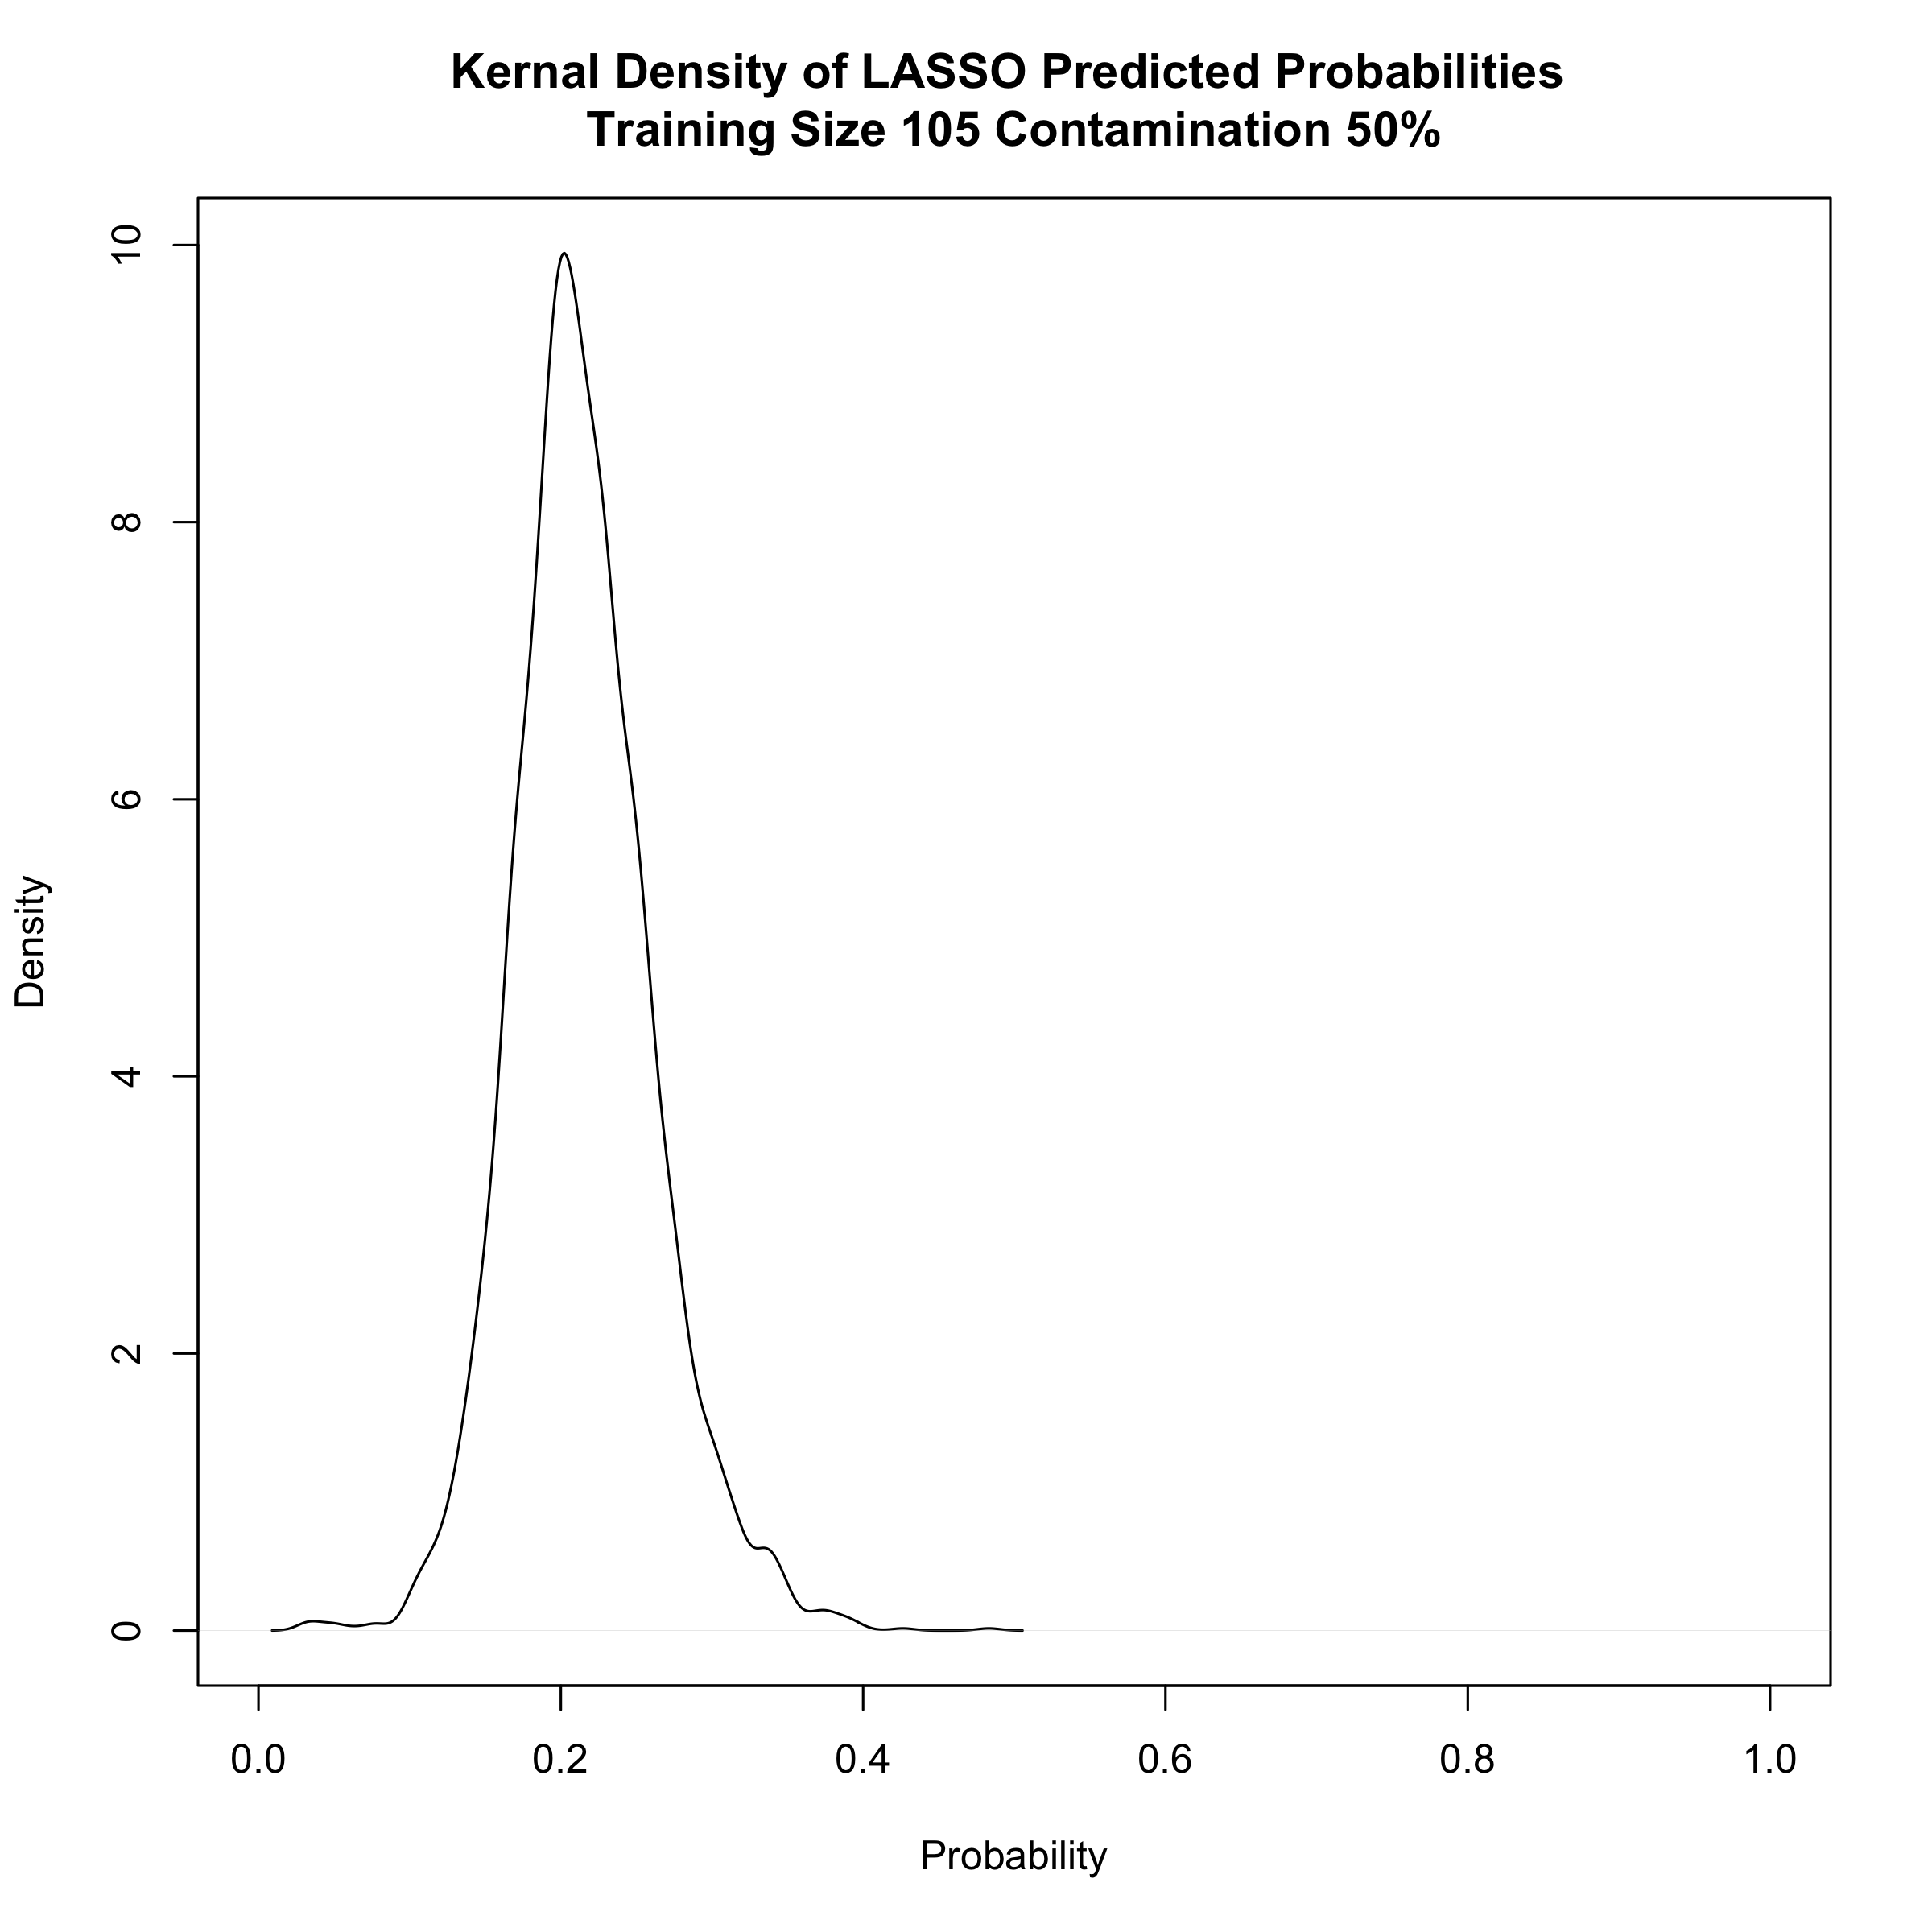 Kernal Density of LASSO Predicted Probabilities
Training Size 105 Contamination 50%
10
8
6
4
2
0
Density
0.0 0.2 0.4 0.6 0.8 1.0
Probability